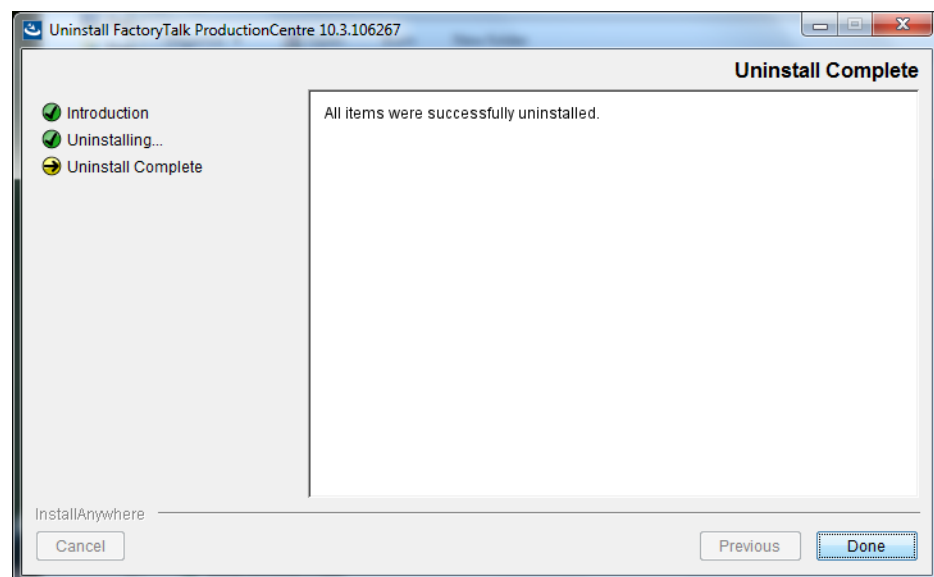 Uninstall FactoryTalk ProductionCentre 10.3.106267
Uninstall Complete
Introduction
Uninstalling...
Uninstall Complete
All items were successfully uninstalled.
InstallAnywhere
Cancel
Previous
Done